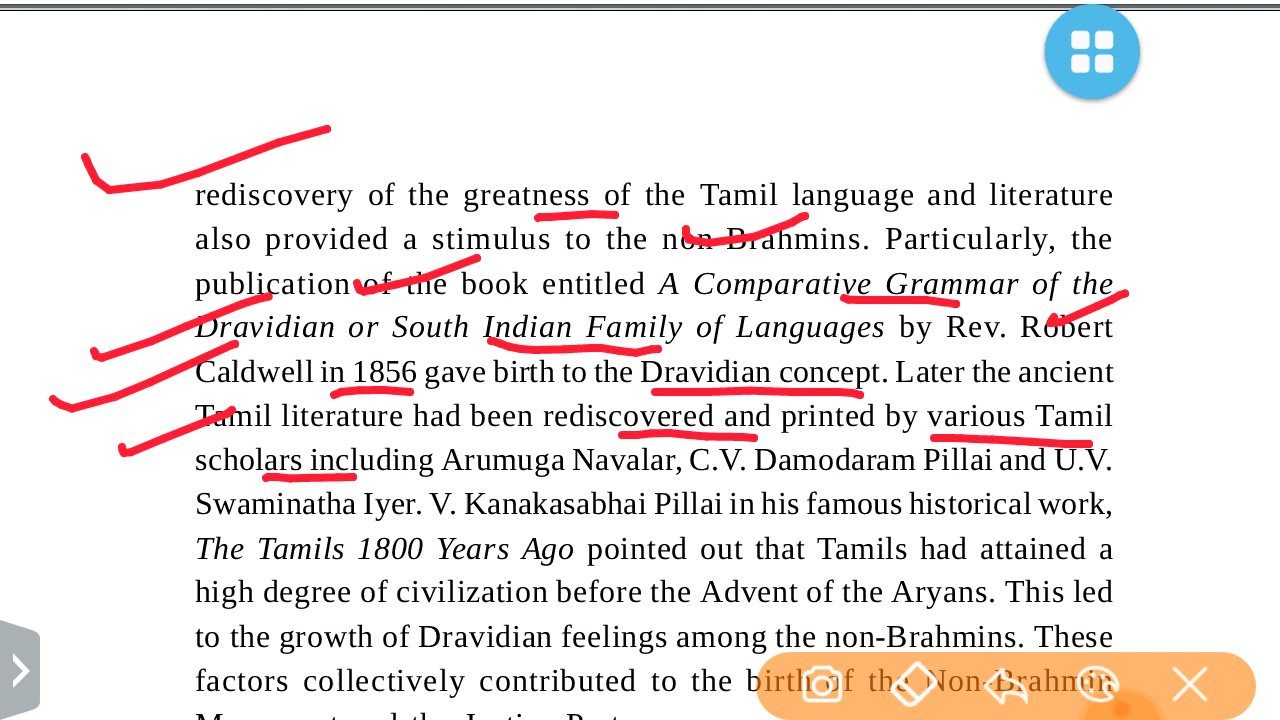 rediscovery of the greatness of the Tamil language and literature
also provided a stimulus to the non-Brahmins. Particularly, the
publication of the book entitled A Comparative Grammar of the
Dravidian or South Indian Family of Languages by Rev. Robert
Caldwell in 1856 gave birth to the Dravidian concept. Later the ancient
Tamil literature had been rediscovered and printed by various Tamil
scholars including Arumuga Navalar, C.V. Damodaram Pillai and U.V.
Swaminatha Iyer. V. Kanakasabhai Pillai in his famous historical work,
The Tamils 1800 Years Ago pointed out that Tamils had attained a
high degree of civilization before the Advent of the Aryans. This led
to the growth of Dravidian feelings among the non-Brahmins. These
factors collectively contributed to the birth of the Non-Brahmin